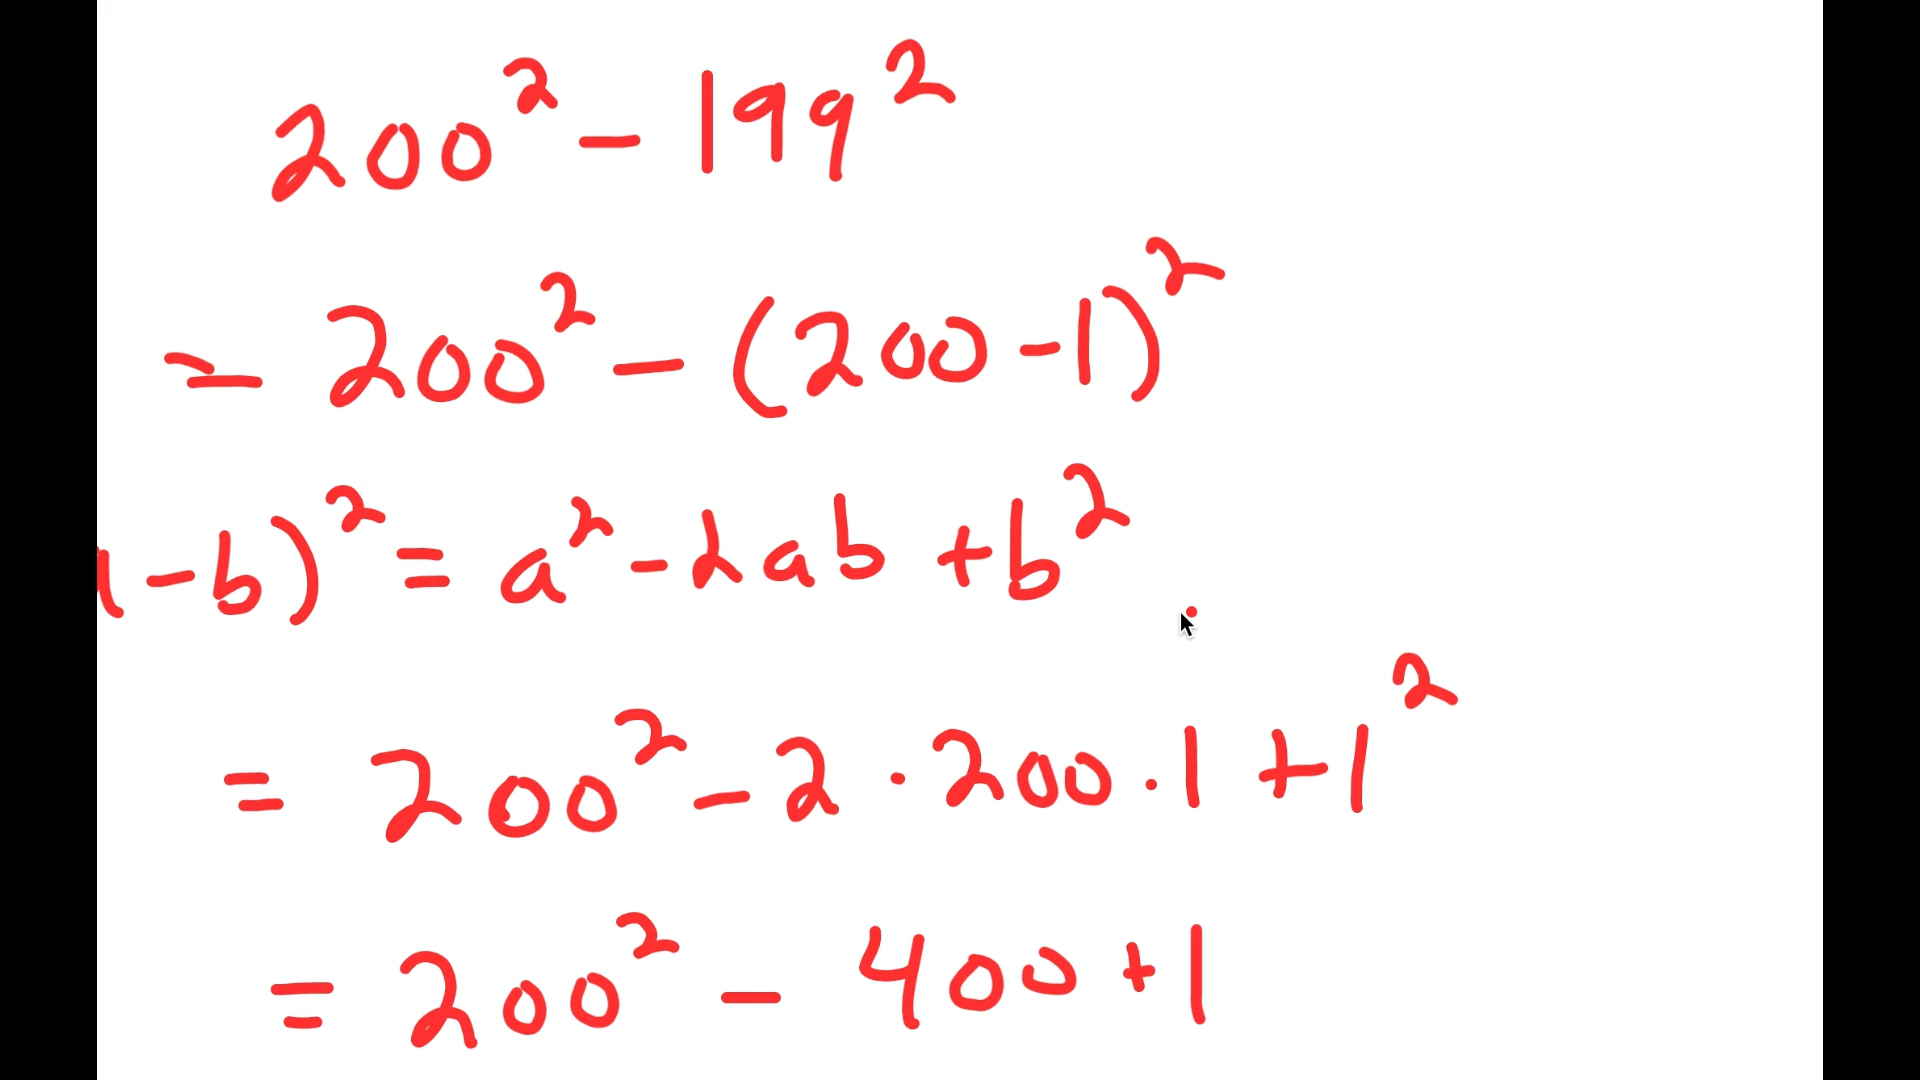 200² - 199²
= 200² - (200 - 1)²
- b)² = a² - 2ab + b²
= 200² - 2 · 200 · 1 + 1²
= 200² - 400 + 1